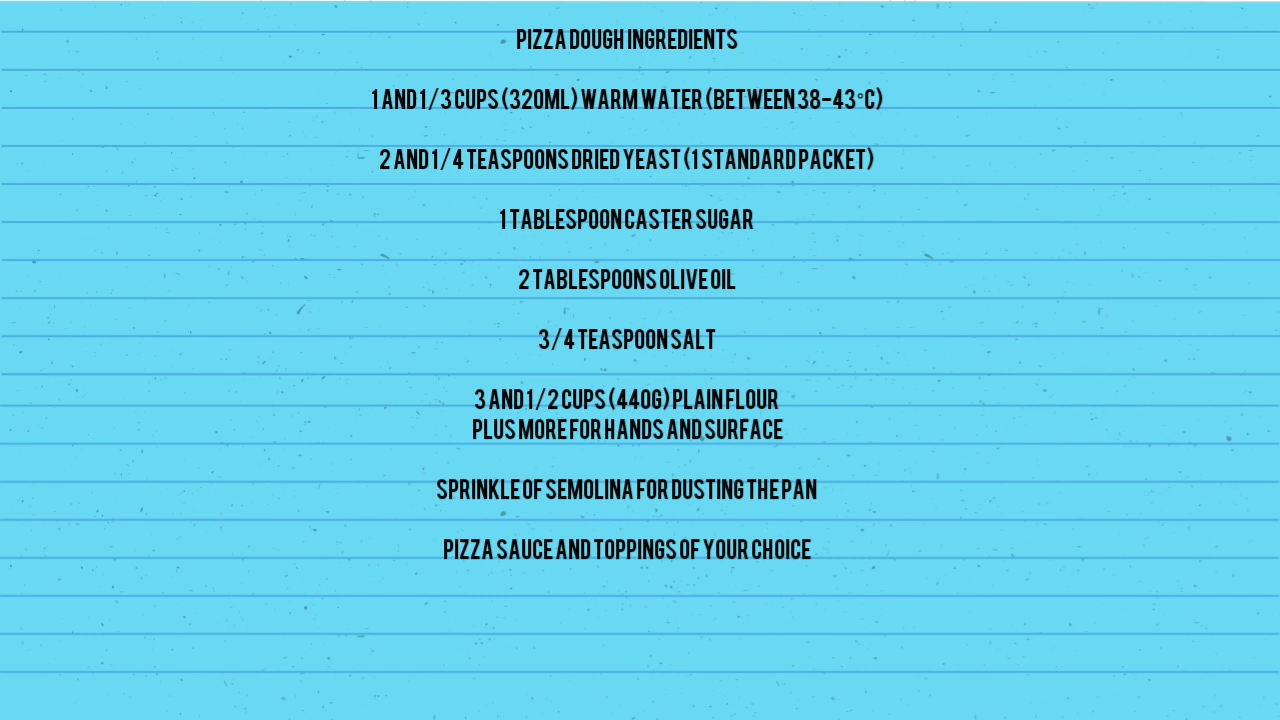 PIZZA DOUGH INGREDIENTS
1 AND 1/3 CUPS (320ML) WARM WATER (BETWEEN 38-43°C)
2 AND 1/4 TEASPOONS DRIED YEAST (1 STANDARD PACKET)
1 TABLESPOON CASTER SUGAR
2 TABLESPOONS OLIVE OIL
3/4 TEASPOON SALT
3 AND 1/2 CUPS (440G) PLAIN FLOUR
PLUS MORE FOR HANDS AND SURFACE
SPRINKLE OF SEMOLINA FOR DUSTING THE PAN
PIZZA SAUCE AND TOPPINGS OF YOUR CHOICE